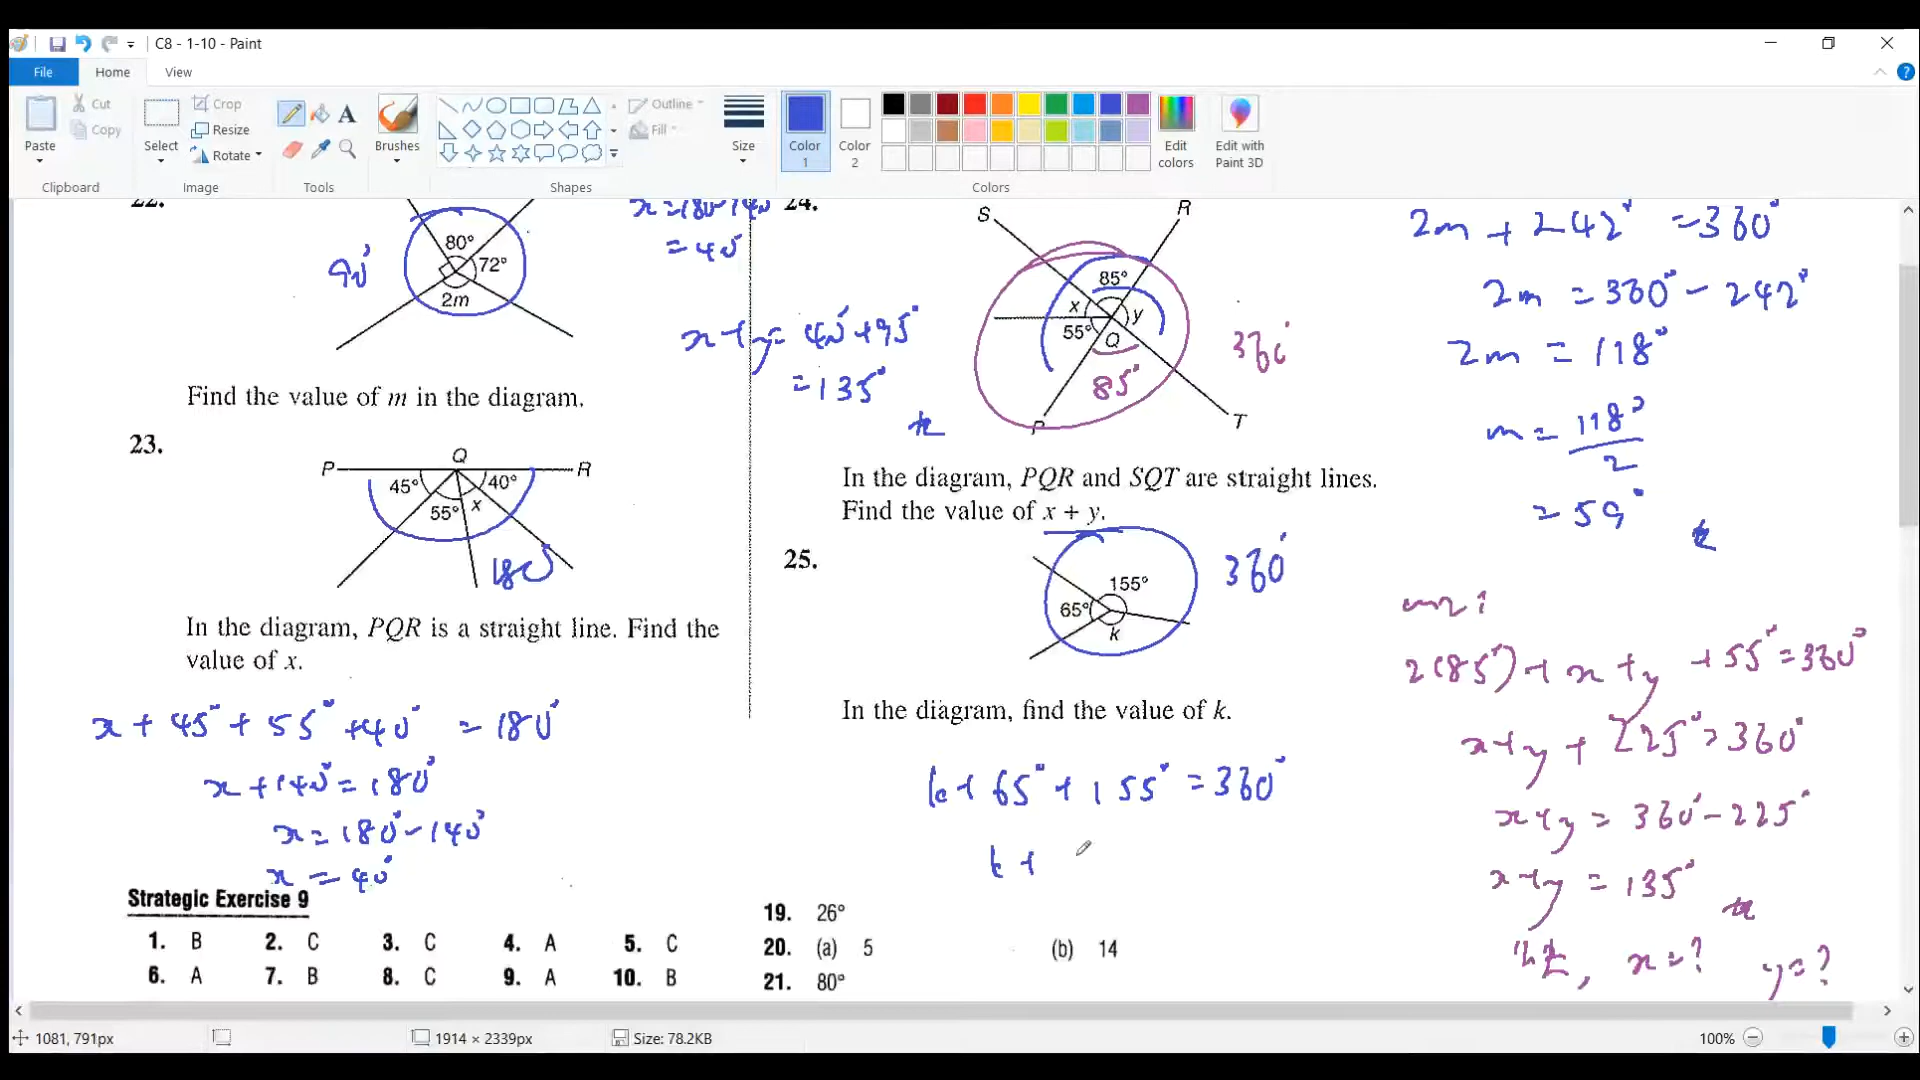 C8 - 1-10 - Paint
File Home View
Paste
Cut
Copy
Clipboard
Select
Crop
Resize
Rotate
Image
Tools
Brushes
Shapes
Outline
Fill
Size
Color 1
Color 2
Colors
Edit colors
Edit with Paint 3D
22.
80°
72°
2m
90°
Find the value of m in the diagram.
23.
P Q R
45° 40°
55° x
180°
In the diagram, PQR is a straight line. Find the
value of x.
x + 45° + 55° + 40° = 180°
x + 140° = 180°
x = 180° - 140°
x = 40°
x = 180 - 140
= 40°
x + y = 40° + 95°
= 135°
24.
S R
85°
x y
55° Q
85°
P T
360°
In the diagram, PQR and SQT are straight lines.
Find the value of x + y.
25.
155°
65°
k
360°
In the diagram, find the value of k.
k + 65° + 155° = 360°
k +
2m + 242° = 360°
2m = 360° - 242°
2m = 118°
m = 118°
2
= 59°
2(85°) + x + y + 55° = 360°
x + y + 225° = 360°
x + y = 360° - 225°
x + y = 135°
x = ? y = ?
Strategic Exercise 9
1. B 2. C 3. C 4. A 5. C
6. A 7. B 8. C 9. A 10. B
19. 26°
20. (a) 5 (b) 14
21. 80°
1081, 791px
1914 × 2339px
Size: 78.2KB
100%